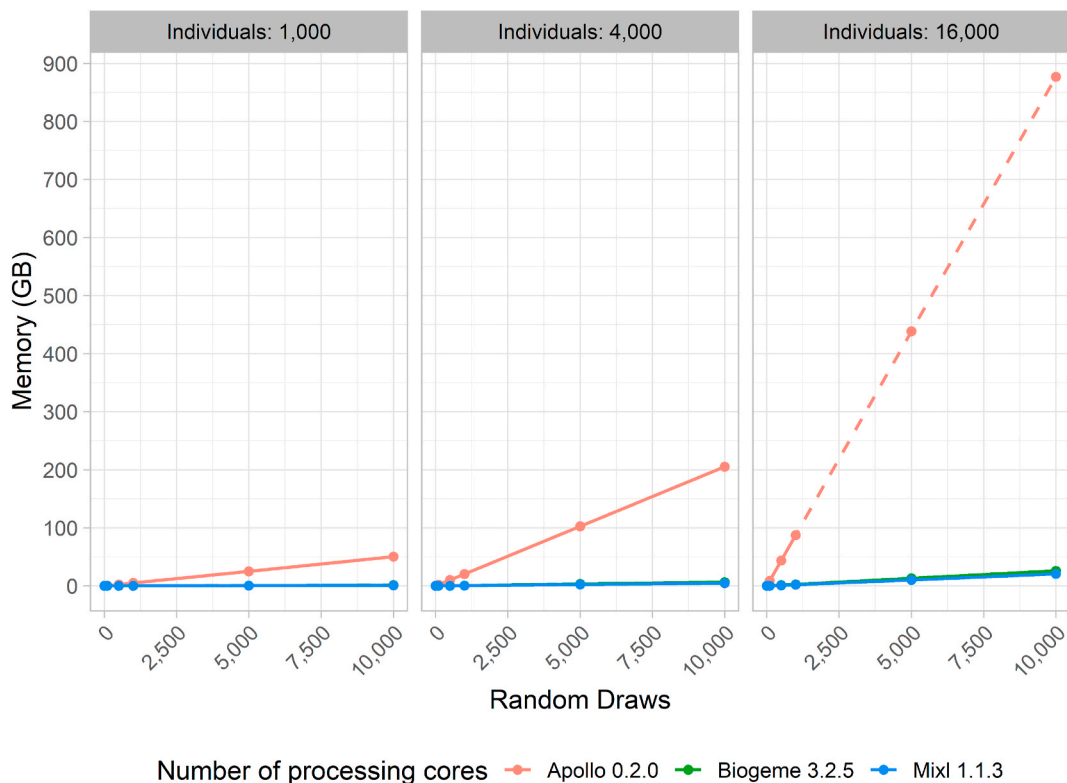 Individuals: 1,000
Individuals: 4,000
Individuals: 16,000
Memory (GB)
900
800
700
600
500
400
300
200
100
0
0 2,500 5,000 7,500 10,000
0 2,500 5,000 7,500 10,000
0 2,500 5,000 7,500 10,000
Random Draws
Number of processing cores Apollo 0.2.0 Biogeme 3.2.5 Mixl 1.1.3